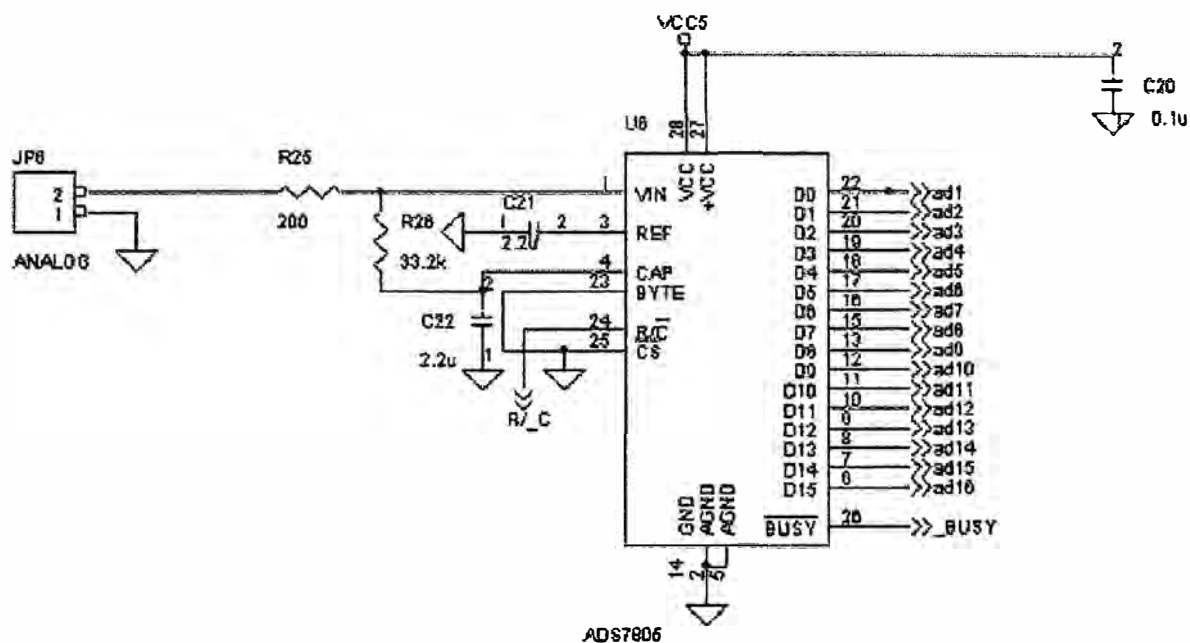 VCC5
2
C20
0.1u
1
U6
28
27
JP6
2
1
ANALOG
R25
200
R26
33.2k
1
VIN
VCC
+VCC
C21
1
2
2.2u
3
REF
4
CAP
2
23
BYTE
C22
2.2u
1
24
R/C
25
CS
R/_C
D0 22 ad1
D1 21 ad2
D2 20 ad3
D3 19 ad4
D4 18 ad5
D5 17 ad6
D6 16 ad7
D7 15 ad8
D8 13 ad9
D9 12 ad10
D10 11 ad11
D11 10 ad12
D12 9 ad13
D13 8 ad14
D14 7 ad15
D15 6 ad16
BUSY 26 _BUSY
GND
AGND
AGND
14
2
5
ADS7805